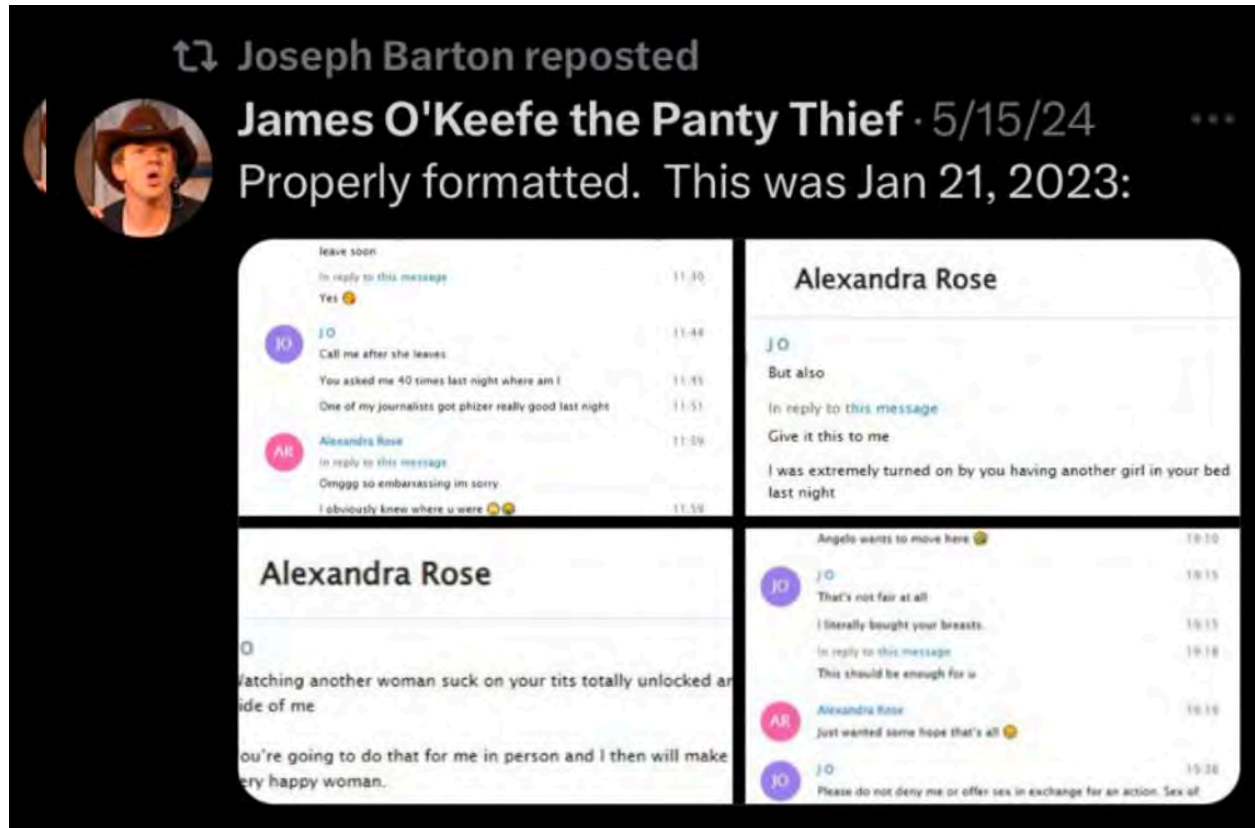 Joseph Barton reposted
James O'Keefe the Panty Thief · 5/15/24
Properly formatted. This was Jan 21, 2023:
leave soon
In reply to this message 11:30
Yes
JO
J O 11:44
Call me after she leaves
You asked me 40 times last night where am I 11:45
One of my journalists got phizer really good last night 11:51
AR
Alexandra Rose 11:59
In reply to this message
Omggg so embarrassing im sorry
I obviously knew where u were 11:59
Alexandra Rose
J O
But also
In reply to this message
Give it this to me
I was extremely turned on by you having another girl in your bed
last night
Alexandra Rose
O
atching another woman suck on your tits totally unlocked
ide of me
ou're going to do that for me in person and I then will make
ery happy woman.
Angelo wants to move here 19:10
JO
J O 19:15
That's not fair at all
I literally bought your breasts. 19:15
In reply to this message 19:18
This should be enough for u
AR
Alexandra Rose 19:19
Just wanted some hope that's all
JO
J O
Please do not deny me or offer sex in exchange for an action. Sex of